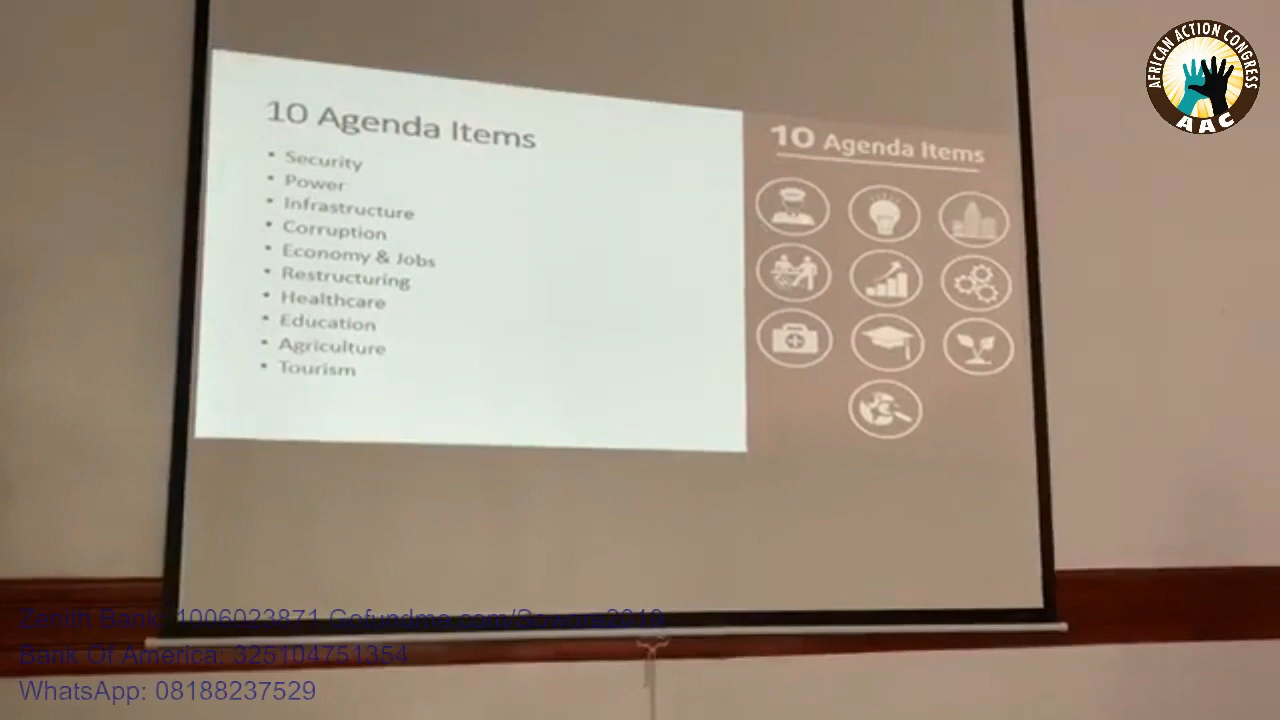 10 Agenda Items
• Security
• Power
• Infrastructure
• Corruption
• Economy & Jobs
• Restructuring
• Healthcare
• Education
• Agriculture
• Tourism
10 Agenda Items
AFRICAN ACTION CONGRESS
AAC
Zenith Bank: 1006023871 Gofundme.com/Sowore2019
Bank Of America: 325104751354
WhatsApp: 08188237529